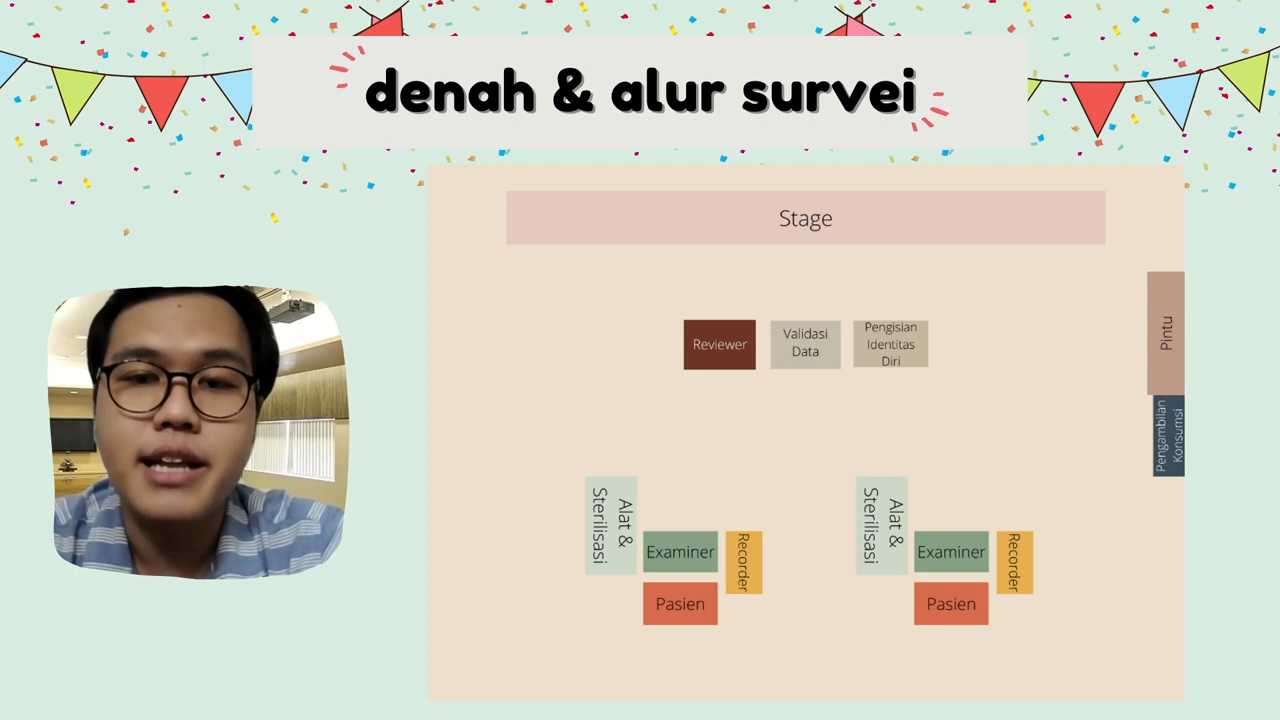 denah & alur survei
Stage
Reviewer
Validasi
Data
Pengisian
Identitas
Diri
Pintu
Pengambilan
Konsumsi
Alat &
Sterilisasi
Examiner
Recorder
Pasien
Alat &
Sterilisasi
Examiner
Recorder
Pasien